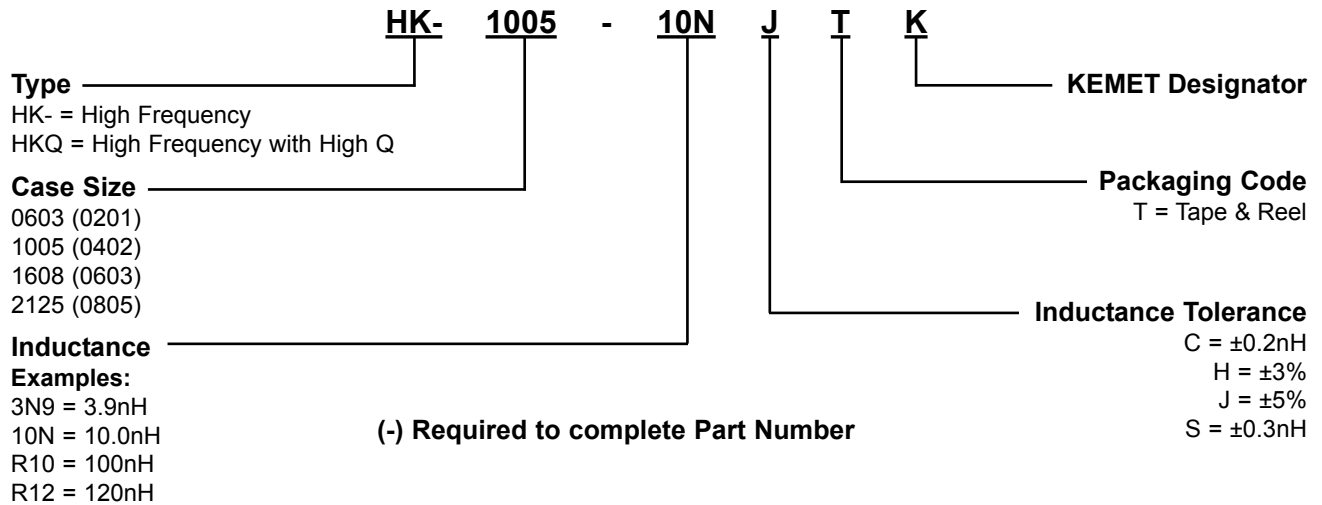 HK- 1005 - 10N J T K
Type
HK- = High Frequency
HKQ = High Frequency with High Q
Case Size
0603 (0201)
1005 (0402)
1608 (0603)
2125 (0805)
Inductance
Examples:
3N9 = 3.9nH
10N = 10.0nH
R10 = 100nH
R12 = 120nH
(-) Required to complete Part Number
KEMET Designator
Packaging Code
T = Tape & Reel
Inductance Tolerance
C = ±0.2nH
H = ±3%
J = ±5%
S = ±0.3nH